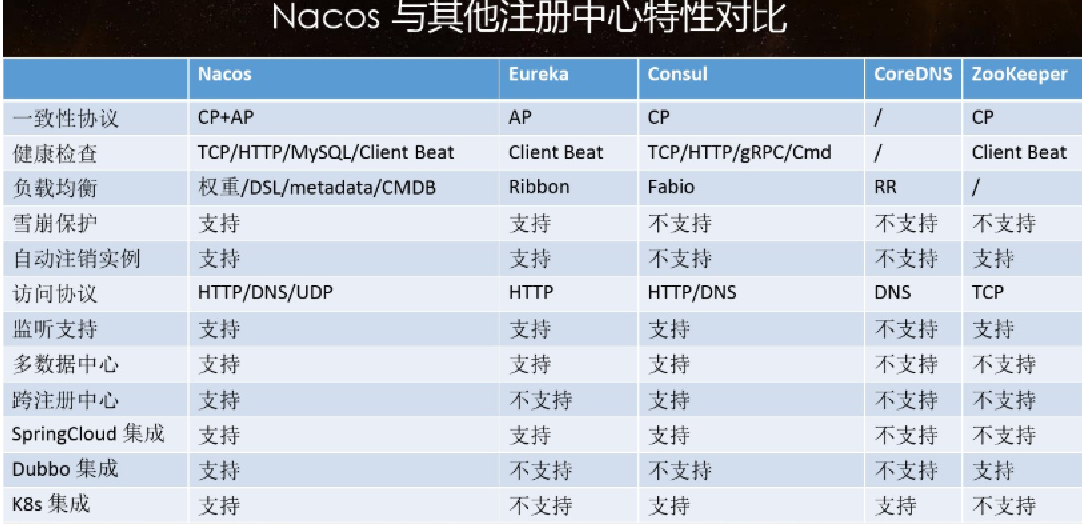 Nacos 与其他注册中心特性对比
Nacos Eureka Consul CoreDNS ZooKeeper
一致性协议 CP+AP AP CP / CP
健康检查 TCP/HTTP/MySQL/Client Beat Client Beat TCP/HTTP/gRPC/Cmd / Client Beat
负载均衡 权重/DSL/metadata/CMDB Ribbon Fabio RR /
雪崩保护 支持 支持 不支持 不支持 不支持
自动注销实例 支持 支持 不支持 不支持 支持
访问协议 HTTP/DNS/UDP HTTP HTTP/DNS DNS TCP
监听支持 支持 支持 支持 不支持 支持
多数据中心 支持 支持 支持 不支持 不支持
跨注册中心 支持 不支持 支持 不支持 不支持
SpringCloud 集成 支持 支持 支持 不支持 不支持
Dubbo 集成 支持 不支持 不支持 不支持 支持
K8s 集成 支持 不支持 支持 支持 不支持